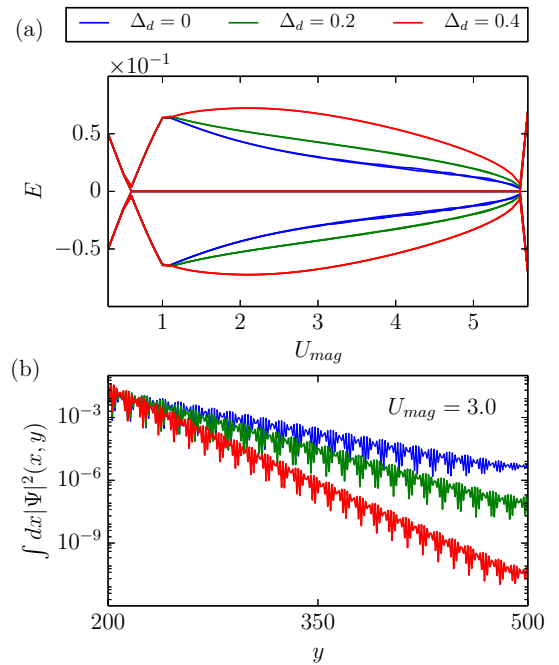 (a)
Δ_d = 0 Δ_d = 0.2 Δ_d = 0.4
×10⁻¹
0.5
0
−0.5
E
1 2 3 4 5
U_mag
(b)
U_mag = 3.0
10⁻³
10⁻⁶
10⁻⁹
∫ dx|Ψ|²(x, y)
200 350 500
y